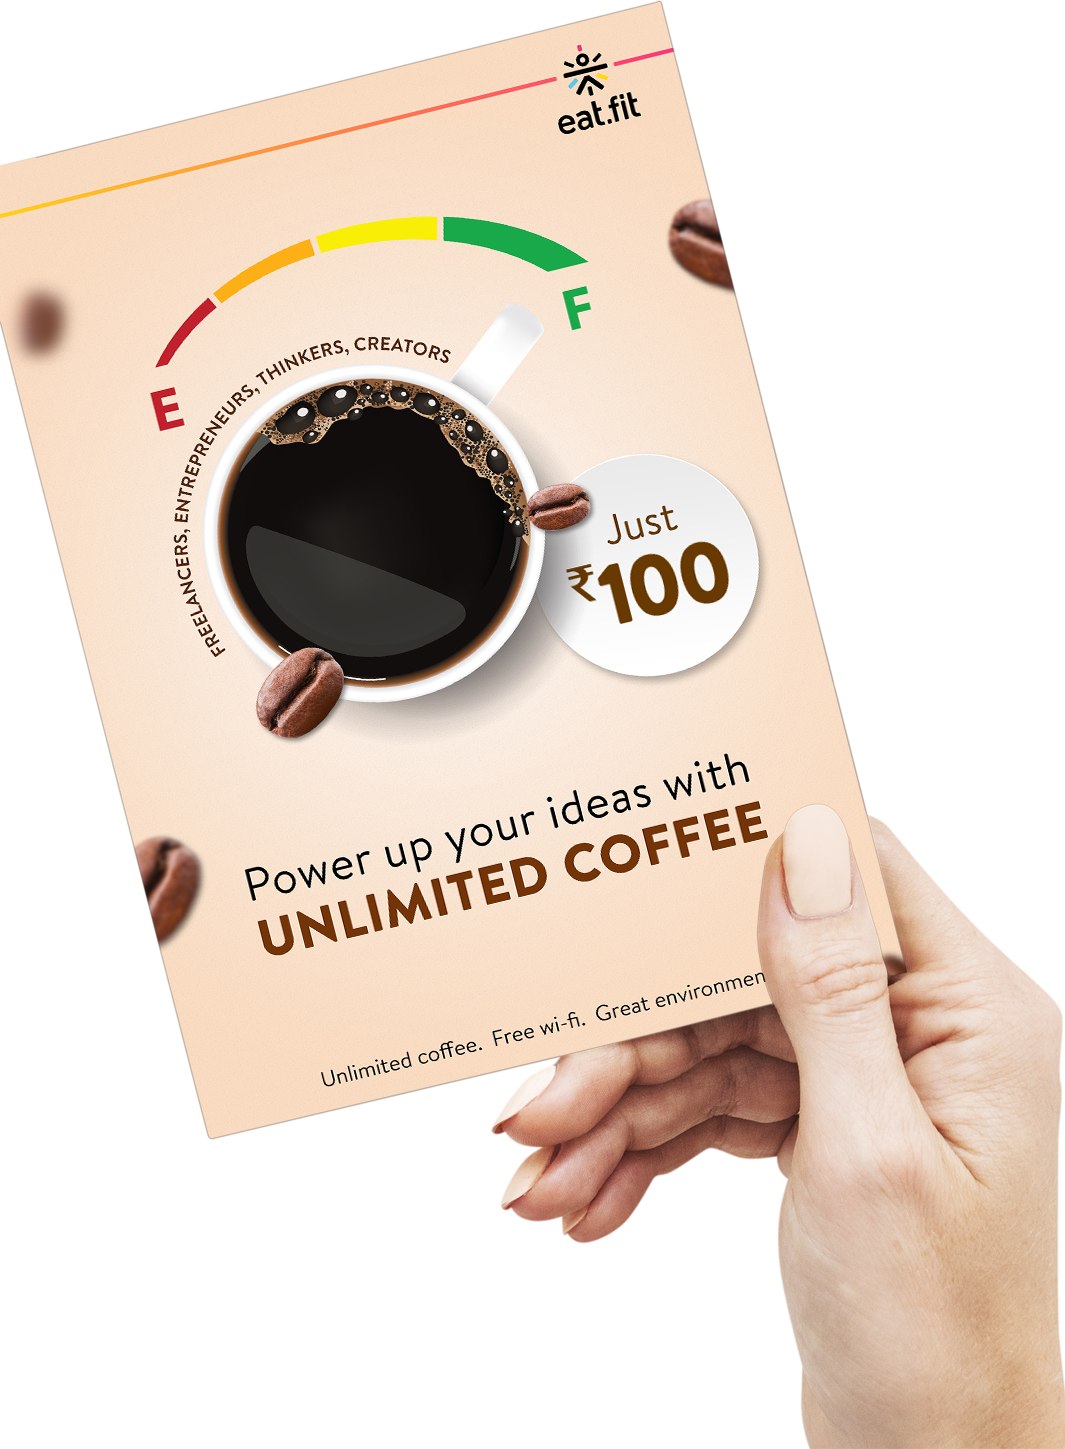 eat.fit
E
F
FREELANCERS, ENTREPRENEURS, THINKERS, CREATORS
Just
₹100
Power up your ideas with
UNLIMITED COFFEE
Unlimited coffee. Free wi-fi. Great environmen